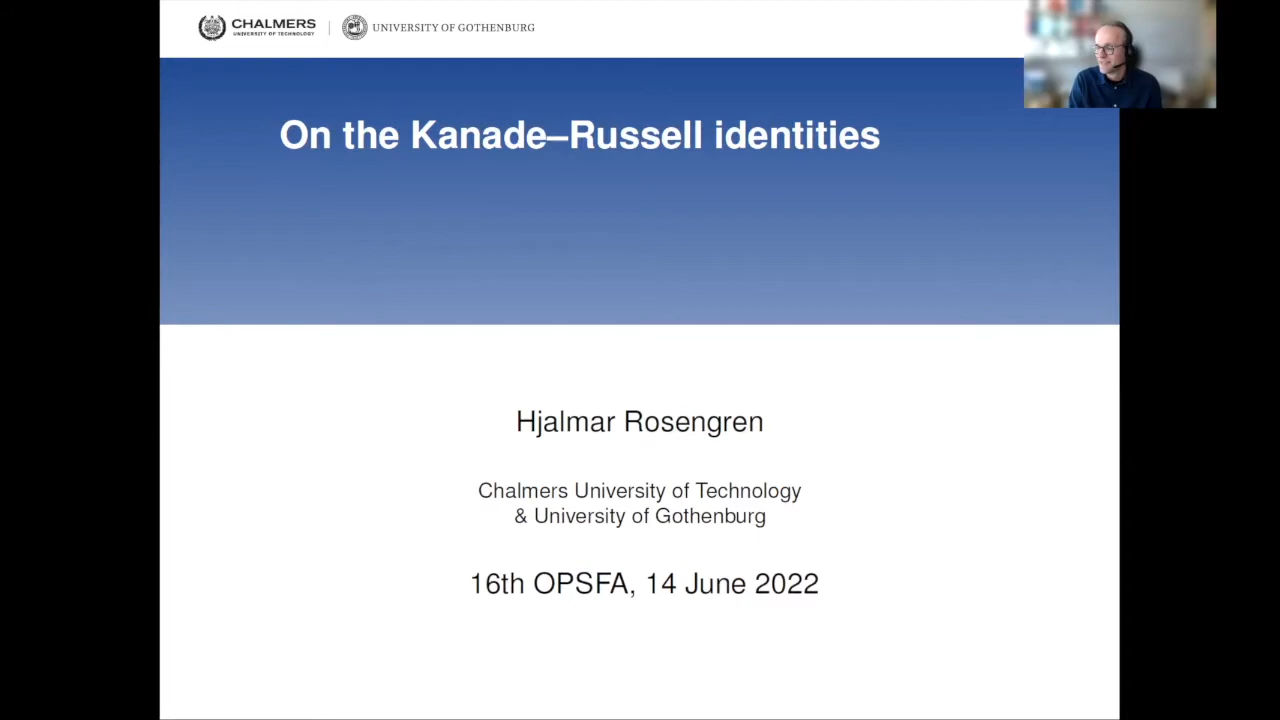 CHALMERS
UNIVERSITY OF TECHNOLOGY
UNIVERSITY OF GOTHENBURG
On the Kanade–Russell identities
Hjalmar Rosengren
Chalmers University of Technology
& University of Gothenburg
16th OPSFA, 14 June 2022